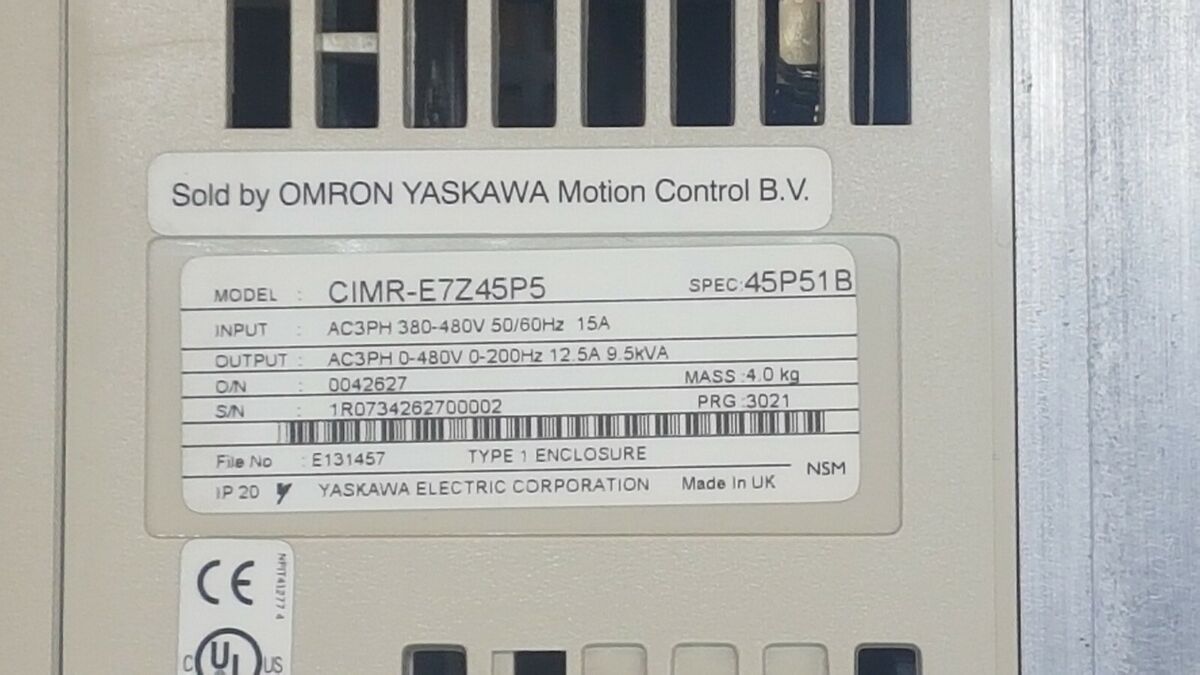 Sold by OMRON YASKAWA Motion Control B.V.
MODEL : CIMR-E7Z45P5 SPEC:45P51B
INPUT : AC3PH 380-480V 50/60Hz 15A
OUTPUT : AC3PH 0-480V 0-200Hz 12.5A 9.5kVA
O/N : 0042627 MASS :4.0 kg
S/N : 1R0734262700002 PRG :3021
File No : E131457 TYPE 1 ENCLOSURE
NSM
IP 20 YASKAWA ELECTRIC CORPORATION Made In UK
CE
C UL US